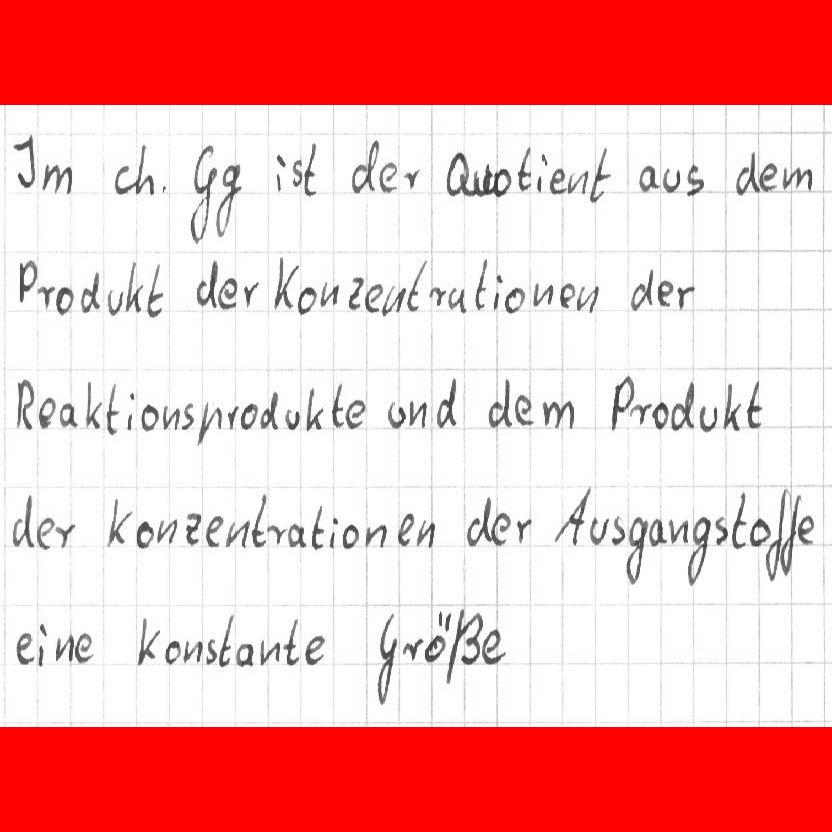 Im ch. Gg ist der Quotient aus dem
Produkt der Konzentrationen der
Reaktionsprodukte und dem Produkt
der Konzentrationen der Ausgangstoffe
eine konstante Größe